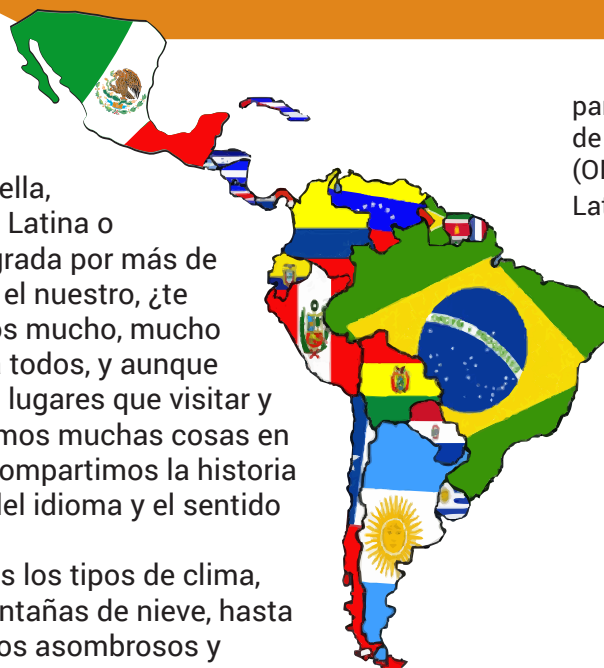 ella,
Latina o
grada por más de
el nuestro, ¿te
os mucho, mucho
a todos, y aunque
lugares que visitar y
mos muchas cosas en
ompartimos la historia
del idioma y el sentido
s los tipos de clima,
ntañas de nieve, hasta
os asombrosos y
par
de
Lat